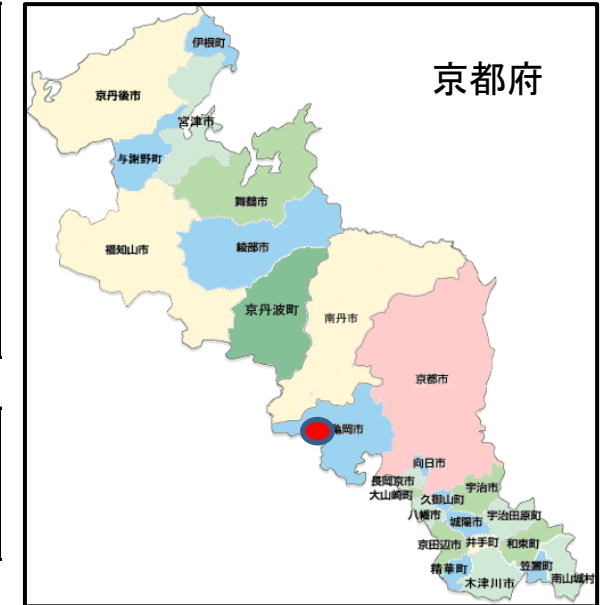 京都府
伊根町
京丹後市
宮津市
与謝野町
舞鶴市
福知山市
綾部市
京丹波町
南丹市
京都市
亀岡市
向日市
長岡京市
大山崎町
宇治市
久御山町
八幡市
宇治田原町
城陽市
京田辺市
井手町
和束町
精華町
笠置町
木津川市
南山城村